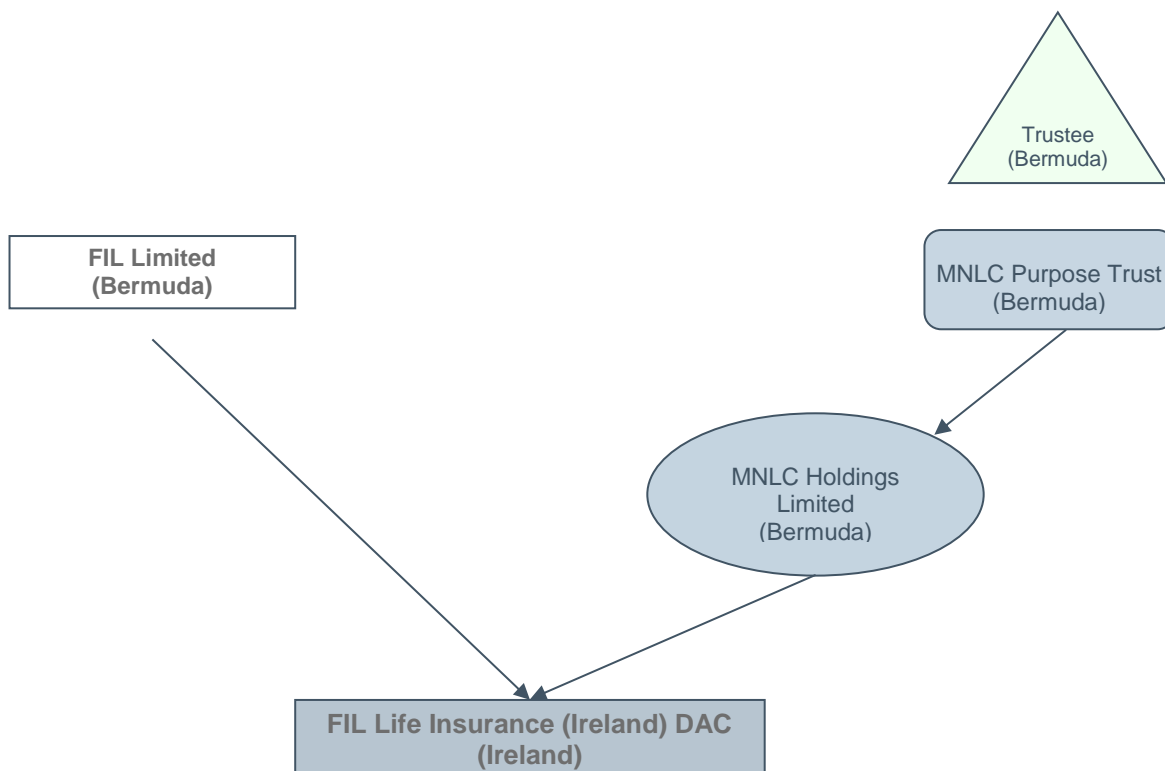 Trustee
(Bermuda)
FIL Limited
(Bermuda)
MNLC Purpose Trust
(Bermuda)
MNLC Holdings
Limited
(Bermuda)
FIL Life Insurance (Ireland) DAC
(Ireland)